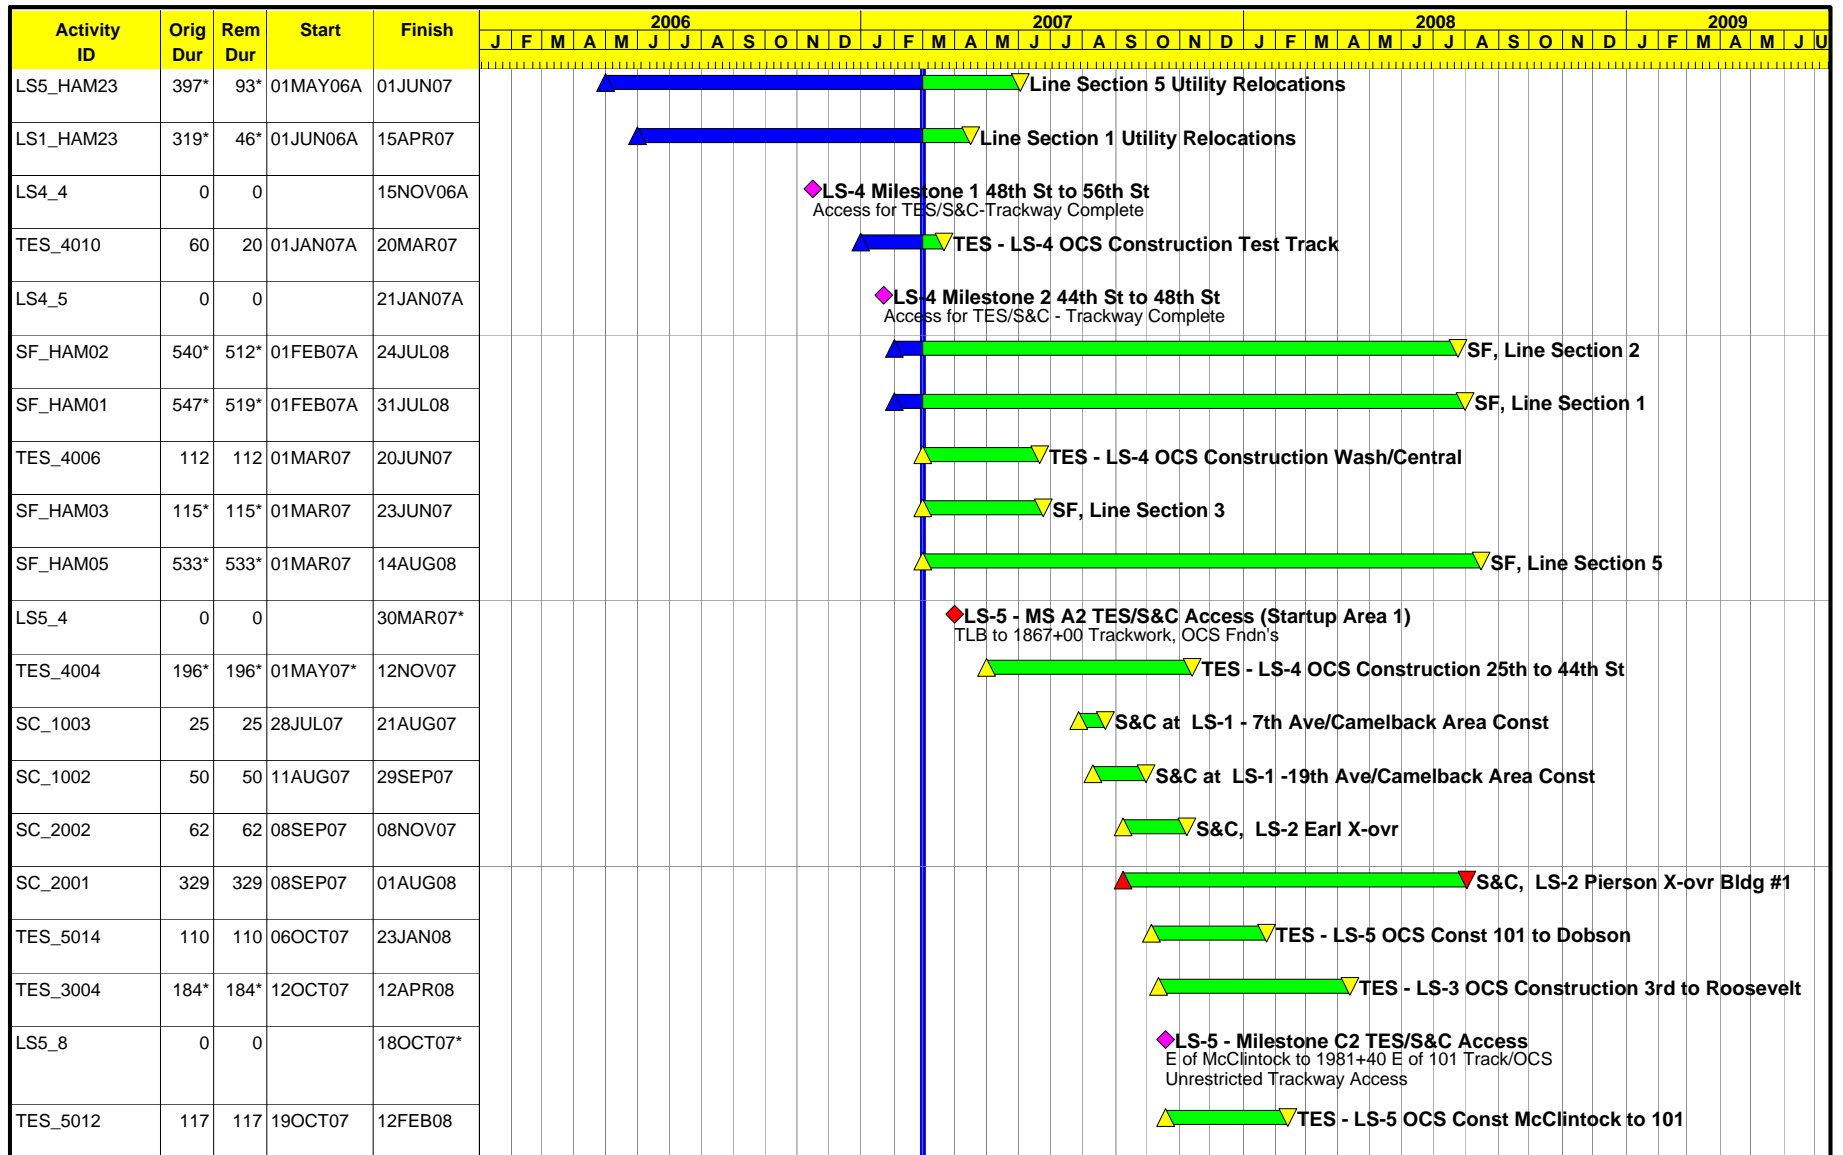 Activity ID Orig Dur Rem Dur Start Finish 2006 2007 2008 2009
J F M A M J J A S O N D J F M A M J J A S O N D J F M A M J J A S O N D J F M A M J U
LS5_HAM23 397* 93* 01MAY06A 01JUN07 Line Section 5 Utility Relocations
LS1_HAM23 319* 46* 01JUN06A 15APR07 Line Section 1 Utility Relocations
LS4_4 0 0 15NOV06A LS-4 Milestone 1 48th St to 56th St
Access for TES/S&C-Trackway Complete
TES_4010 60 20 01JAN07A 20MAR07 TES - LS-4 OCS Construction Test Track
LS4_5 0 0 21JAN07A LS-4 Milestone 2 44th St to 48th St
Access for TES/S&C - Trackway Complete
SF_HAM02 540* 512* 01FEB07A 24JUL08 SF, Line Section 2
SF_HAM01 547* 519* 01FEB07A 31JUL08 SF, Line Section 1
TES_4006 112 112 01MAR07 20JUN07 TES - LS-4 OCS Construction Wash/Central
SF_HAM03 115* 115* 01MAR07 23JUN07 SF, Line Section 3
SF_HAM05 533* 533* 01MAR07 14AUG08 SF, Line Section 5
LS5_4 0 0 30MAR07* LS-5 - MS A2 TES/S&C Access (Startup Area 1)
TLB to 1867+00 Trackwork, OCS Fndn's
TES_4004 196* 196* 01MAY07* 12NOV07 TES - LS-4 OCS Construction 25th to 44th St
SC_1003 25 25 28JUL07 21AUG07 S&C at LS-1 - 7th Ave/Camelback Area Const
SC_1002 50 50 11AUG07 29SEP07 S&C at LS-1 -19th Ave/Camelback Area Const
SC_2002 62 62 08SEP07 08NOV07 S&C, LS-2 Earl X-ovr
SC_2001 329 329 08SEP07 01AUG08 S&C, LS-2 Pierson X-ovr Bldg #1
TES_5014 110 110 06OCT07 23JAN08 TES - LS-5 OCS Const 101 to Dobson
TES_3004 184* 184* 12OCT07 12APR08 TES - LS-3 OCS Construction 3rd to Roosevelt
LS5_8 0 0 18OCT07* LS-5 - Milestone C2 TES/S&C Access
E of McClintock to 1981+40 E of 101 Track/OCS
Unrestricted Trackway Access
TES_5012 117 117 19OCT07 12FEB08 TES - LS-5 OCS Const McClintock to 101